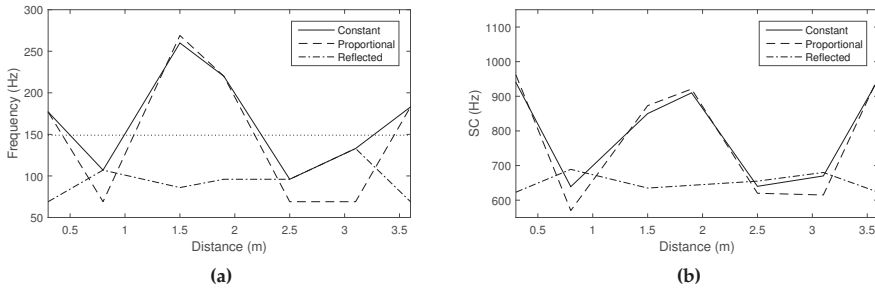 300
250
200
150
100
50
Frequency (Hz)
Constant
Proportional
Reflected
0.5 1 1.5 2 2.5 3 3.5
Distance (m)
(a)
1100
1000
900
800
700
600
SC (Hz)
Constant
Proportional
Reflected
0.5 1 1.5 2 2.5 3 3.5
Distance (m)
(b)